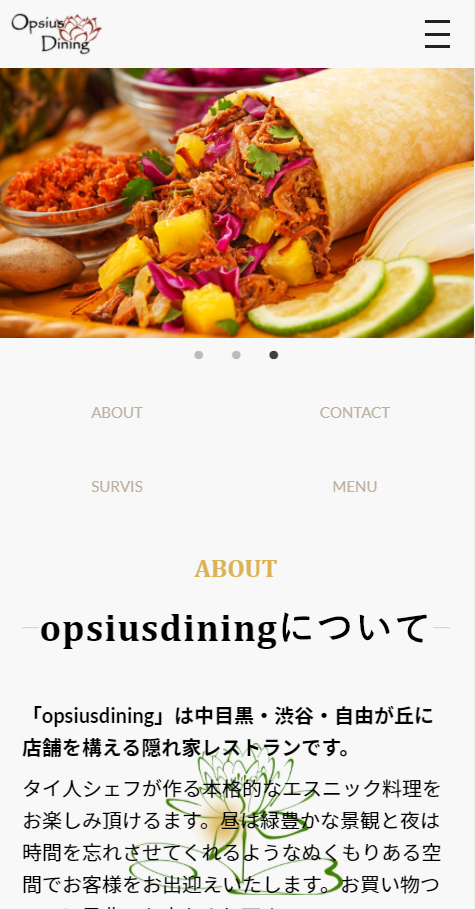 Opsius
Dining
ABOUT
CONTACT
SURVIS
MENU
ABOUT
opsiusdiningについて
「opsiusdining」は中目黒・渋谷・自由が丘に
店舗を構える隠れ家レストランです。
タイ人シェフが作る本格的なエスニック料理を
お楽しみ頂けるます。昼は緑豊かな景観と夜は
時間を忘れさせてくれるようなぬくもりある空
間でお客様をお出迎えいたします。お買い物つ